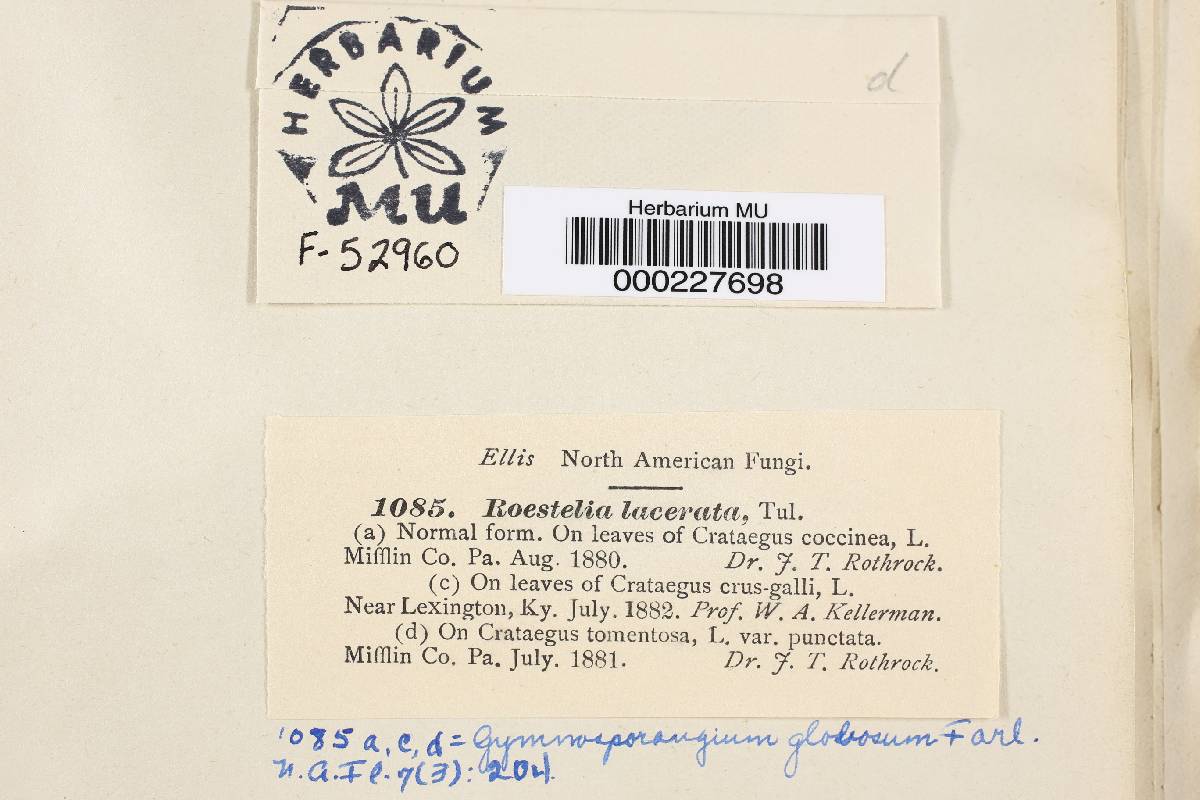 d
HERBARIUM
MU
F-52960
Herbarium MU
000227698
Ellis North American Fungi.
1085. Roestelia lacerata, Tul.
(a) Normal form. On leaves of Crataegus coccinea, L.
Mifflin Co. Pa. Aug. 1880. Dr. J. T. Rothrock.
(c) On leaves of Crataegus crus-galli, L.
Near Lexington, Ky. July. 1882. Prof. W. A. Kellerman.
(d) On Crataegus tomentosa, L. var. punctata.
Mifflin Co. Pa. July. 1881. Dr. J. T. Rothrock.
1085 a, c, d = Gymnosporangium globosum Farl.
N.A.Fl. 7(3): 204.